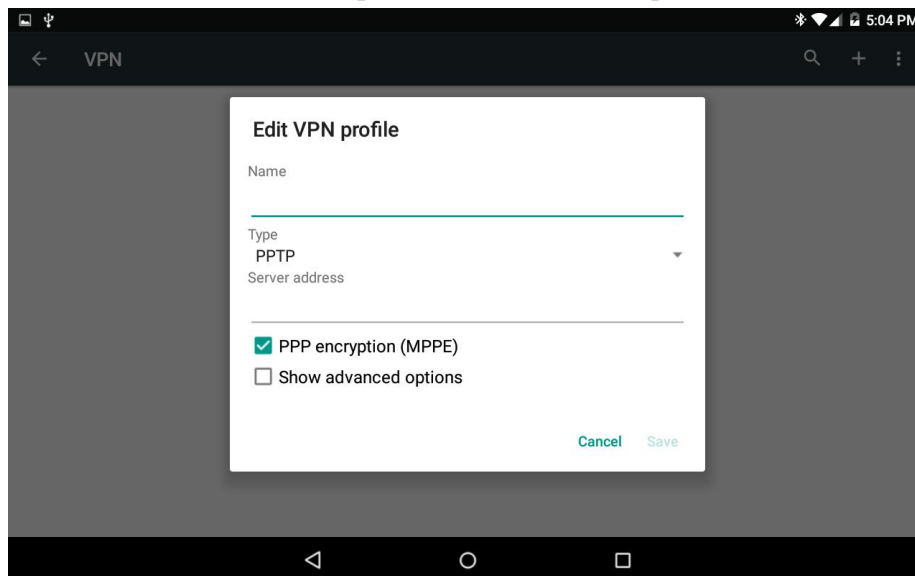 5:04 PM
VPN
Edit VPN profile
Name
Type
PPTP
Server address
PPP encryption (MPPE)
Show advanced options
Cancel Save